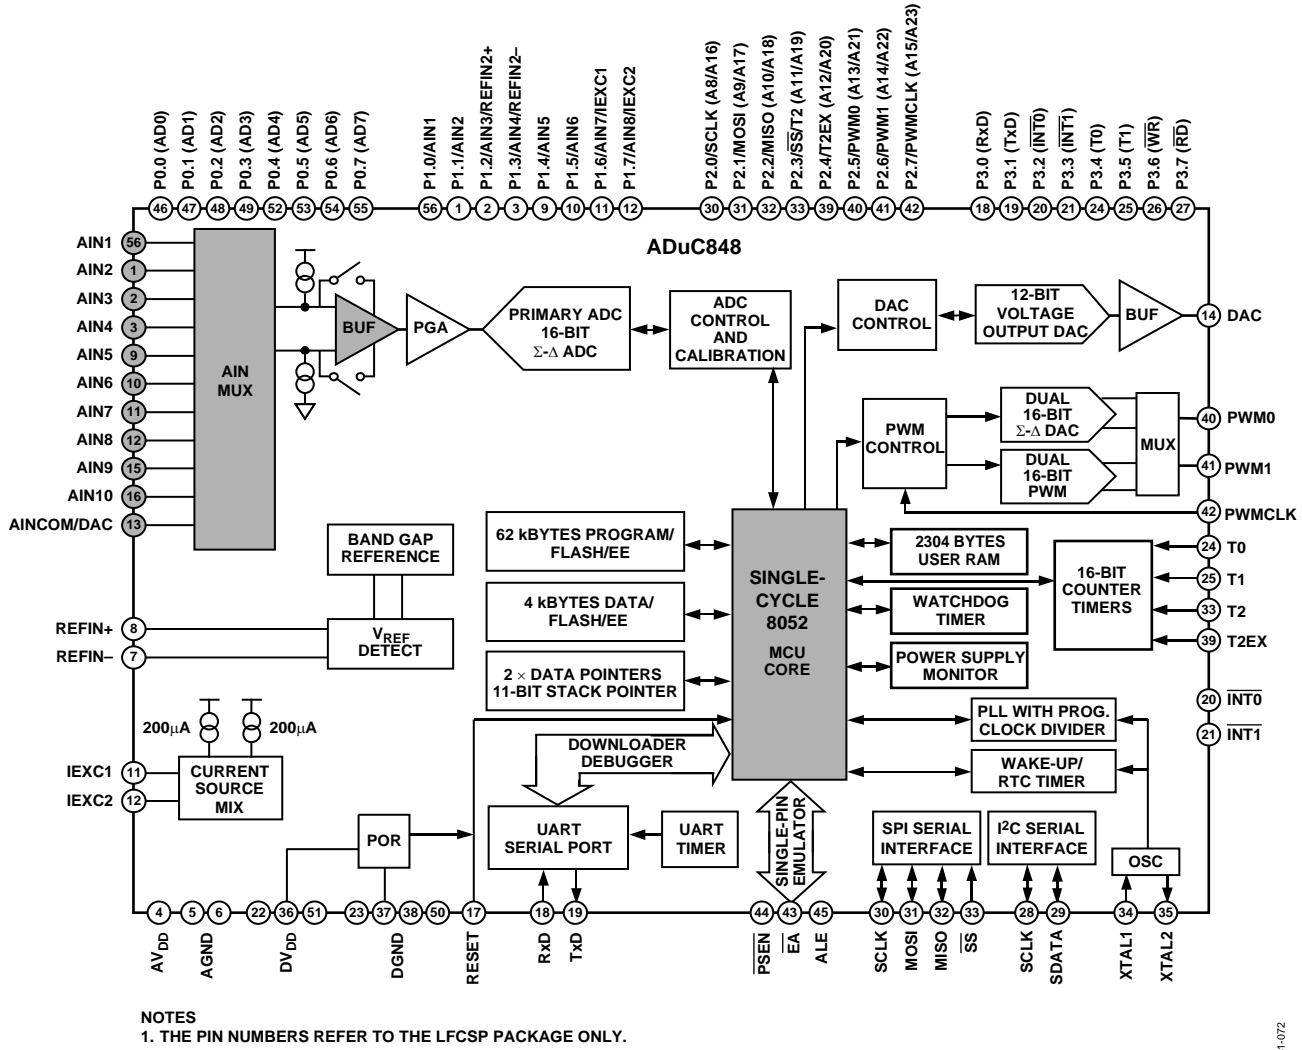 P0.0 (AD0)
P0.1 (AD1)
P0.2 (AD2)
P0.3 (AD3)
P0.4 (AD4)
P0.5 (AD5)
P0.6 (AD6)
P0.7 (AD7)
P1.0/AIN1
P1.1/AIN2
P1.2/AIN3/REFIN2+
P1.3/AIN4/REFIN2–
P1.4/AIN5
P1.5/AIN6
P1.6/AIN7/IEXC1
P1.7/AIN8/IEXC2
P2.0/SCLK (A8/A16)
P2.1/MOSI (A9/A17)
P2.2/MISO (A10/A18)
P2.3/SS/T2 (A11/A19)
P2.4/T2EX (A12/A20)
P2.5/PWM0 (A13/A21)
P2.6/PWM1 (A14/A22)
P2.7/PWMCLK (A15/A23)
P3.0 (RxD)
P3.1 (TxD)
P3.2 (INT0)
P3.3 (INT1)
P3.4 (T0)
P3.5 (T1)
P3.6 (WR)
P3.7 (RD)
46 47 48 49 52 53 54 55 56 1 2 3 9 10 11 12 30 31 32 33 39 40 41 42 18 19 20 21 24 25 26 27
ADuC848
AIN1 56
AIN2 1
AIN3 2
AIN4 3
AIN5 9
AIN6 10
AIN7 11
AIN8 12
AIN9 15
AIN10 16
AINCOM/DAC 13
AIN
MUX
BUF
PGA
PRIMARY ADC
16-BIT
Σ-Δ ADC
ADC
CONTROL
AND
CALIBRATION
DAC
CONTROL
12-BIT
VOLTAGE
OUTPUT DAC
BUF
14 DAC
PWM
CONTROL
DUAL
16-BIT
Σ-Δ DAC
DUAL
16-BIT
PWM
MUX
40 PWM0
41 PWM1
42 PWMCLK
24 T0
25 T1
33 T2
39 T2EX
20 INT0
21 INT1
BAND GAP
REFERENCE
REFIN+ 8
REFIN– 7
VREF
DETECT
62 kBYTES PROGRAM/
FLASH/EE
4 kBYTES DATA/
FLASH/EE
2 × DATA POINTERS
11-BIT STACK POINTER
SINGLE-
CYCLE
8052
MCU
CORE
2304 BYTES
USER RAM
WATCHDOG
TIMER
POWER SUPPLY
MONITOR
16-BIT
COUNTER
TIMERS
PLL WITH PROG.
CLOCK DIVIDER
WAKE-UP/
RTC TIMER
200μA
200μA
IEXC1 11
IEXC2 12
CURRENT
SOURCE
MIX
DOWNLOADER
DEBUGGER
POR
UART
SERIAL PORT
UART
TIMER
SINGLE-PIN
EMULATOR
SPI SERIAL
INTERFACE
I2C SERIAL
INTERFACE
OSC
4 5 6 22 36 51 23 37 38 50 17 18 19 44 43 45 30 31 32 33 28 29 34 35
AVDD
AGND
DVDD
DGND
RESET
RxD
TxD
PSEN
EA
ALE
SCLK
MOSI
MISO
SS
SCLK
SDATA
XTAL1
XTAL2
NOTES
1. THE PIN NUMBERS REFER TO THE LFCSP PACKAGE ONLY.